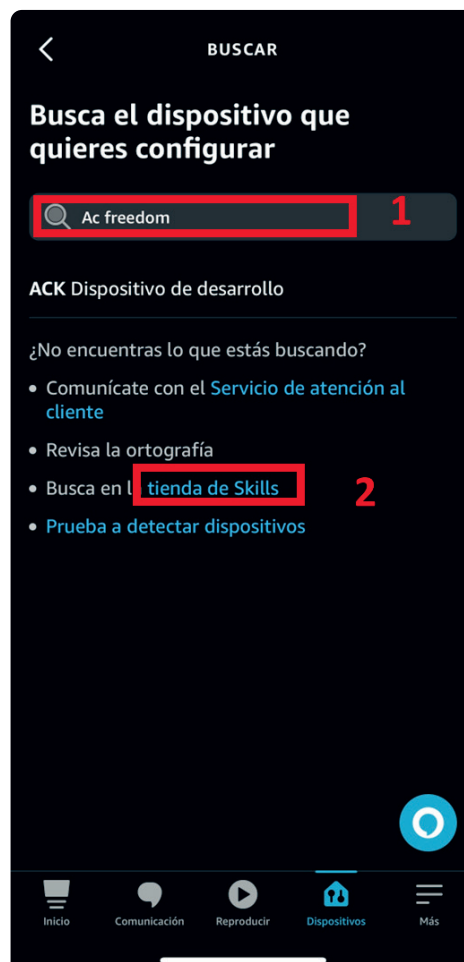 BUSCAR
Busca el dispositivo que
quieres configurar
Ac freedom
1
ACK Dispositivo de desarrollo
¿No encuentras lo que estás buscando?
• Comunícate con el Servicio de atención al
cliente
• Revisa la ortografía
• Busca en l tienda de Skills
2
• Prueba a detectar dispositivos
Inicio Comunicación Reproducir Dispositivos Más